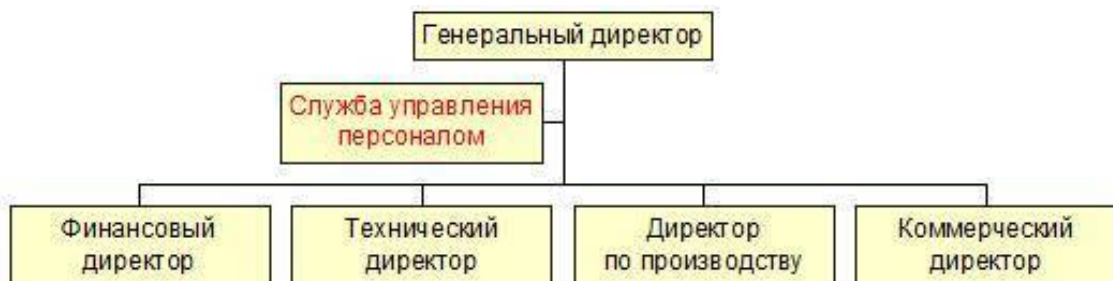 Генеральный директор
Служба управления
персоналом
Финансовый
директор
Технический
директор
Директор
по производству
Коммерческий
директор